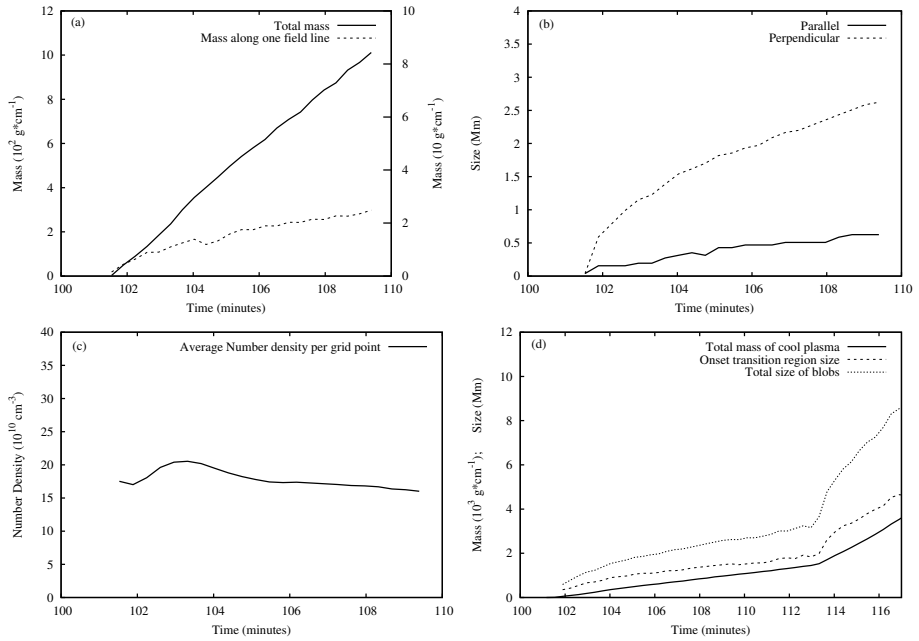 (a)
Total mass
Mass along one field line
Mass (10² g*cm⁻¹)
Mass (10 g*cm⁻¹)
12
10
8
6
4
2
0
10
8
6
4
2
0
100 102 104 106 108 110
Time (minutes)
(b)
Parallel
Perpendicular
Size (Mm)
4
3.5
3
2.5
2
1.5
1
0.5
0
100 102 104 106 108 110
Time (minutes)
(c)
Average Number density per grid point
Number Density (10¹⁰ cm⁻³)
40
35
30
25
20
15
10
5
0
100 102 104 106 108 110
Time (minutes)
(d)
Total mass of cool plasma
Onset transition region size
Total size of blobs
Mass (10³ g*cm⁻¹); Size (Mm)
12
10
8
6
4
2
0
100 102 104 106 108 110 112 114 116
Time (minutes)